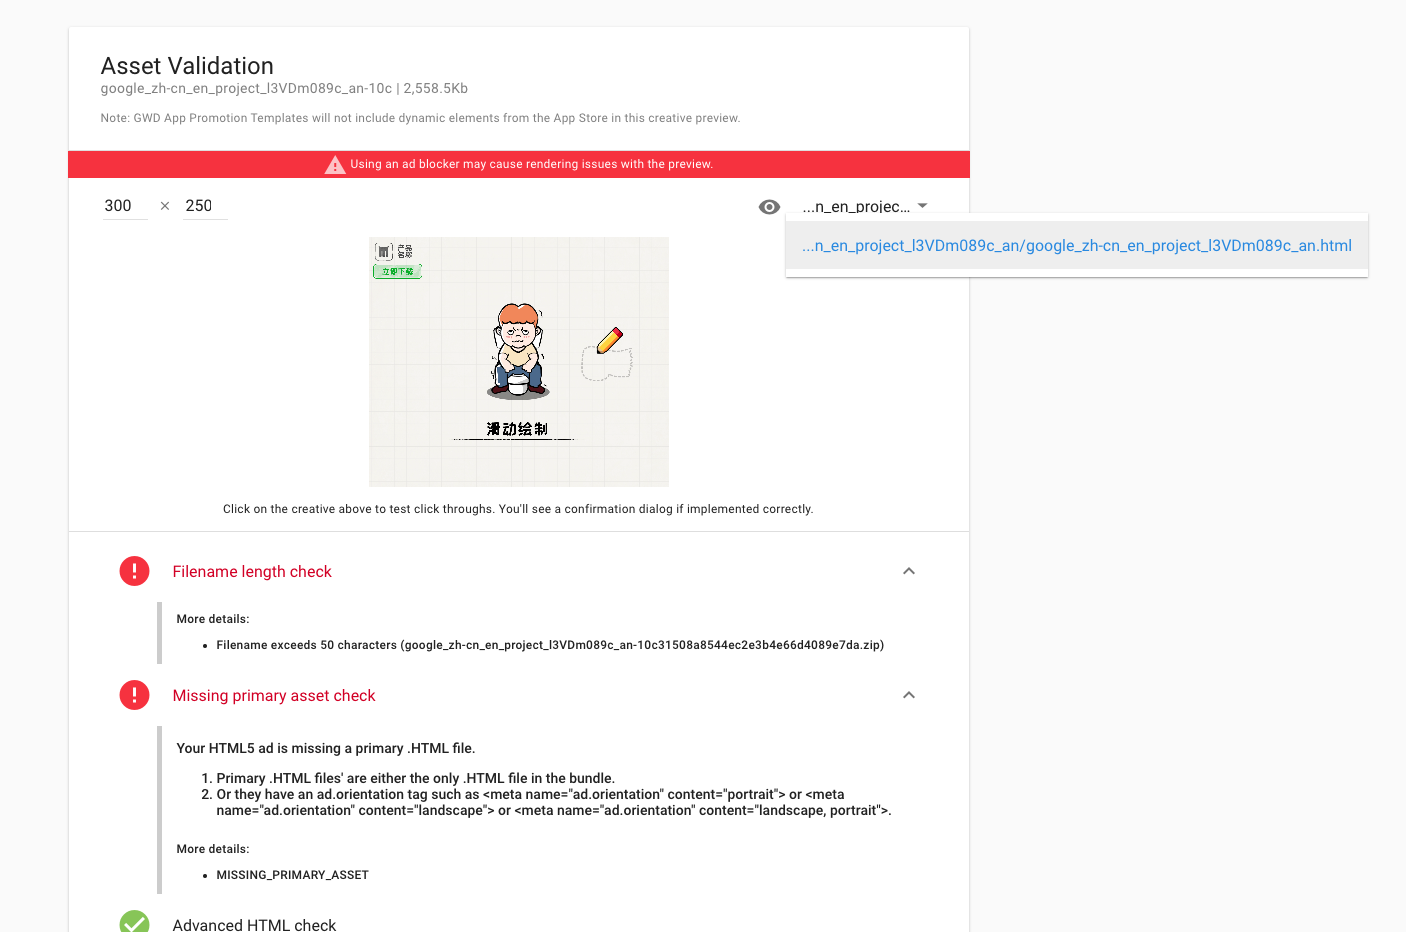 Asset Validation
google_zh-cn_en_project_l3VDm089c_an-10c | 2,558.5Kb
Note: GWD App Promotion Templates will not include dynamic elements from the App Store in this creative preview.
Using an ad blocker may cause rendering issues with the preview.
300 × 250
...n_en_projec...
...n_en_project_l3VDm089c_an/google_zh-cn_en_project_l3VDm089c_an.html
产品
名称
立即下载
滑动绘制
Click on the creative above to test click throughs. You'll see a confirmation dialog if implemented correctly.
Filename length check
More details:
• Filename exceeds 50 characters (google_zh-cn_en_project_l3VDm089c_an-10c31508a8544ec2e3b4e66d4089e7da.zip)
Missing primary asset check
Your HTML5 ad is missing a primary .HTML file.
1. Primary .HTML files' are either the only .HTML file in the bundle.
2. Or they have an ad.orientation tag such as <meta name="ad.orientation" content="portrait"> or <meta
name="ad.orientation" content="landscape"> or <meta name="ad.orientation" content="landscape, portrait">.
More details:
• MISSING_PRIMARY_ASSET
Advanced HTML check